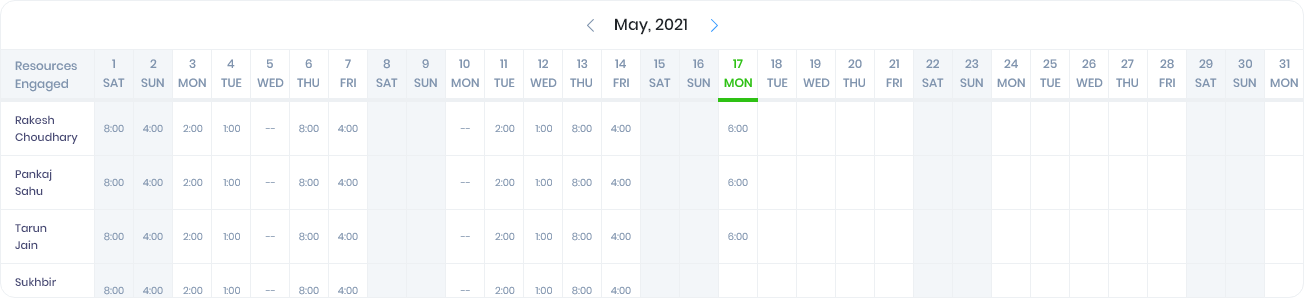 May, 2021
Resources Engaged 1 2 3 4 5 6 7 8 9 10 11 12 13 14 15 16 17 18 19 20 21 22 23 24 25 26 27 28 29 30 31
SAT SUN MON TUE WED THU FRI SAT SUN MON TUE WED THU FRI SAT SUN MON TUE WED THU FRI SAT SUN MON TUE WED THU FRI SAT SUN MON
Rakesh Choudhary 8:00 4:00 2:00 1:00 -- 8:00 4:00 -- 2:00 1:00 8:00 4:00 6:00
Pankaj Sahu 8:00 4:00 2:00 1:00 -- 8:00 4:00 -- 2:00 1:00 8:00 4:00 6:00
Tarun Jain 8:00 4:00 2:00 1:00 -- 8:00 4:00 -- 2:00 1:00 8:00 4:00 6:00
Sukhbir 8:00 4:00 2:00 1:00 -- 8:00 4:00 -- 2:00 1:00 8:00 4:00